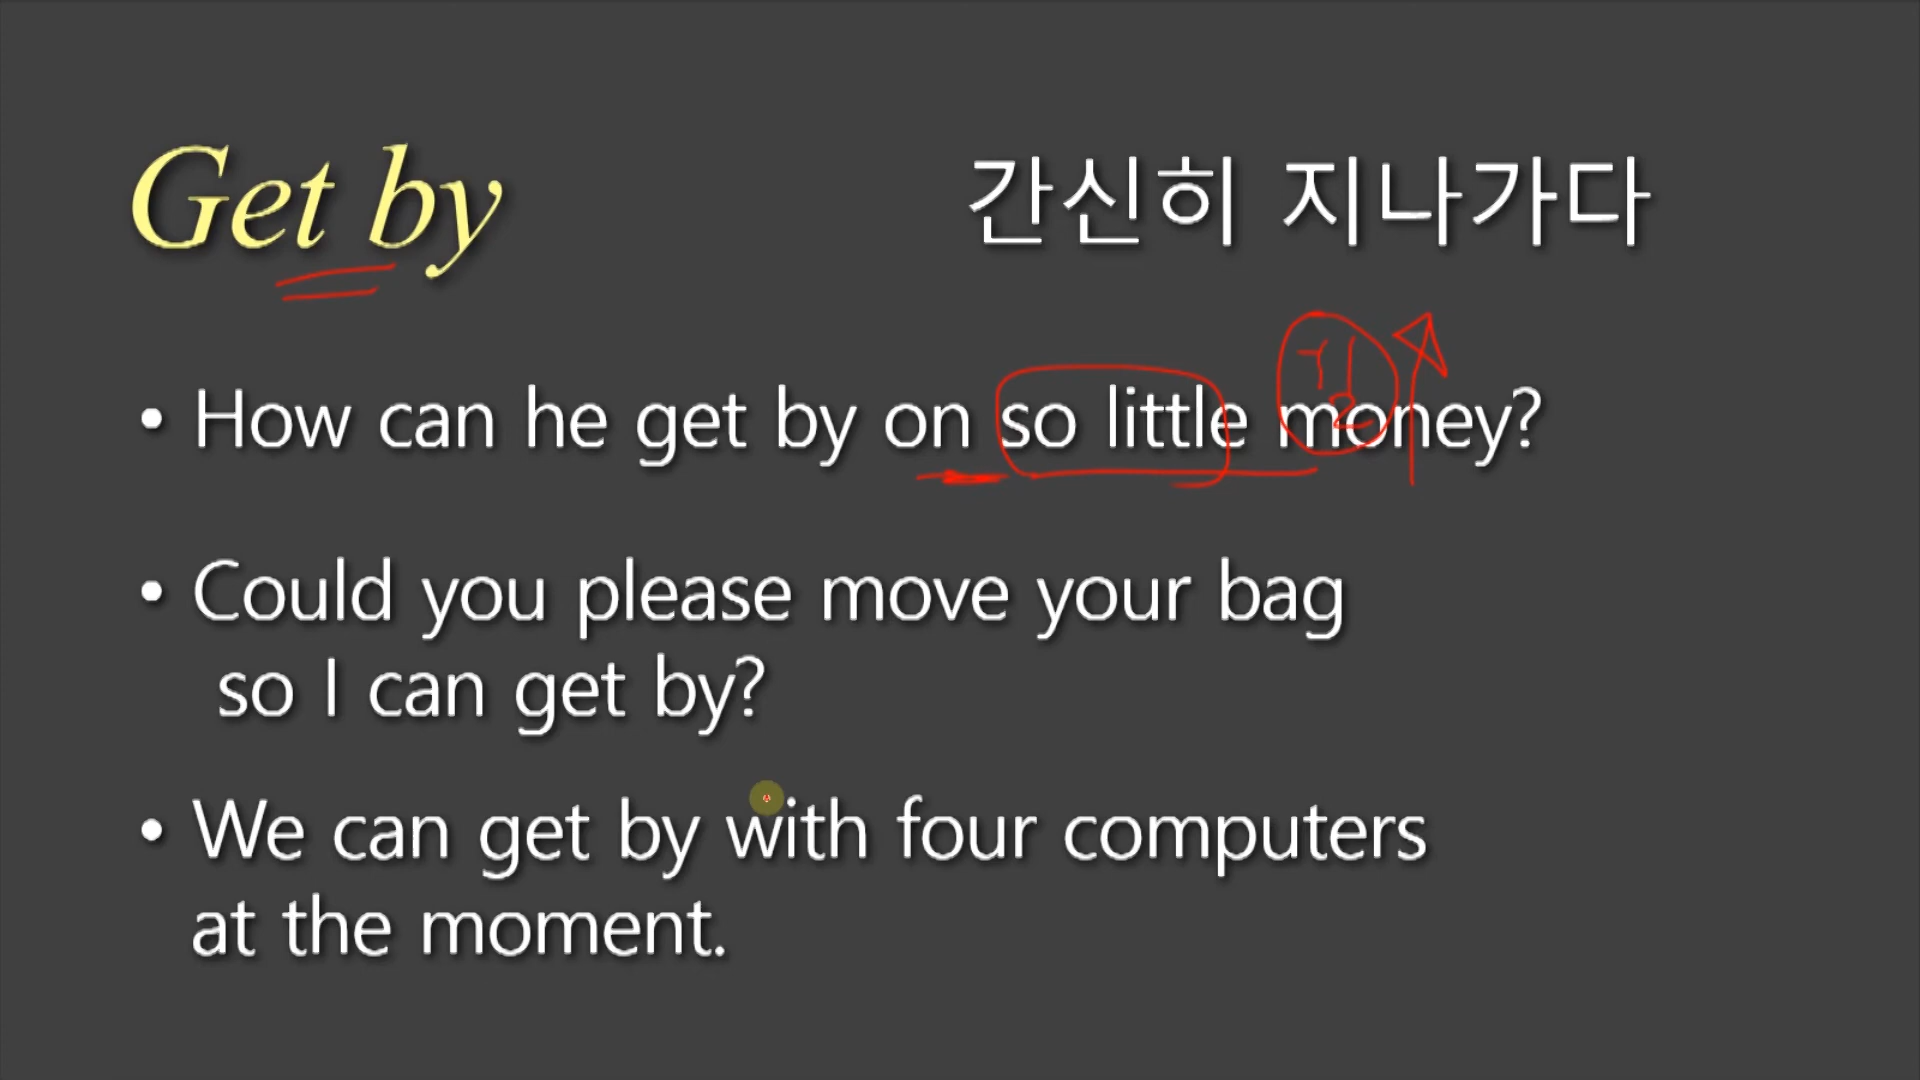 Get by
간신히 지나가다
길
• How can he get by on so little money?
• Could you please move your bag
so I can get by?
• We can get by with four computers
at the moment.